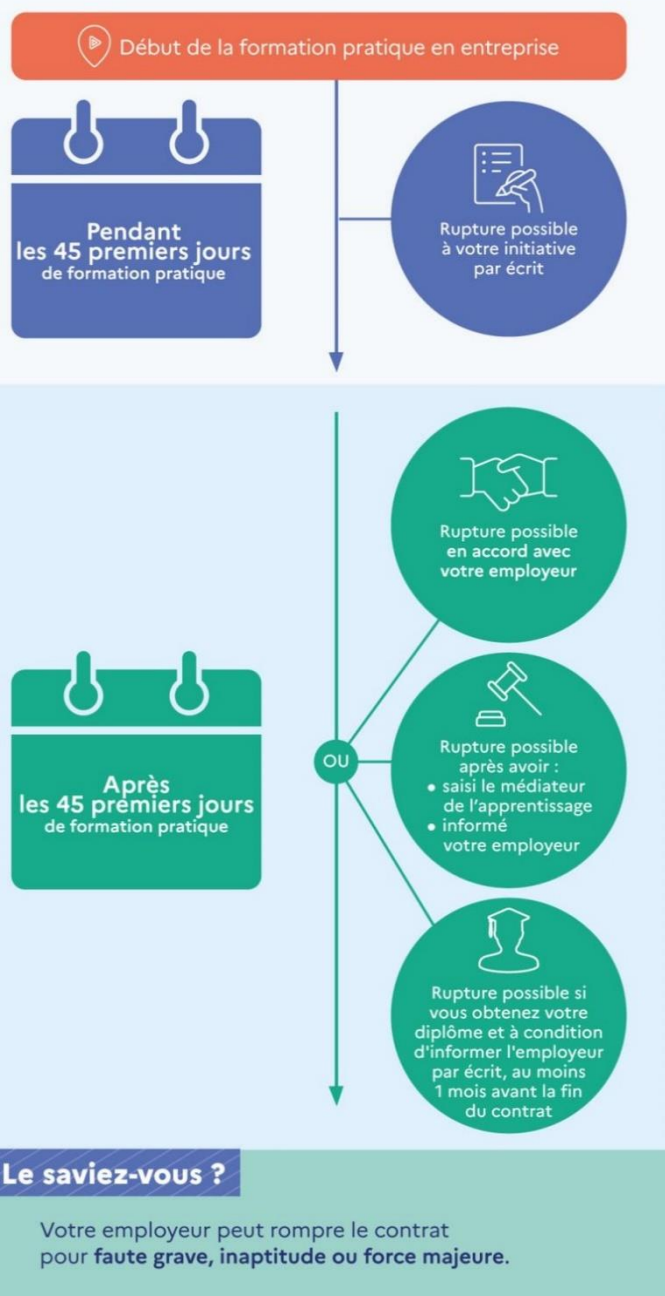 Début de la formation pratique en entreprise
Pendant
les 45 premiers jours
de formation pratique
Rupture possible
à votre initiative
par écrit
Rupture possible
en accord avec
votre employeur
Après
les 45 premiers jours
de formation pratique
OU
Rupture possible
après avoir :
• saisi le médiateur
de l'apprentissage
• informé
votre employeur
Rupture possible si
vous obtenez votre
diplôme et à condition
d'informer l'employeur
par écrit, au moins
1 mois avant la fin
du contrat
Le saviez-vous ?
Votre employeur peut rompre le contrat
pour faute grave, inaptitude ou force majeure.